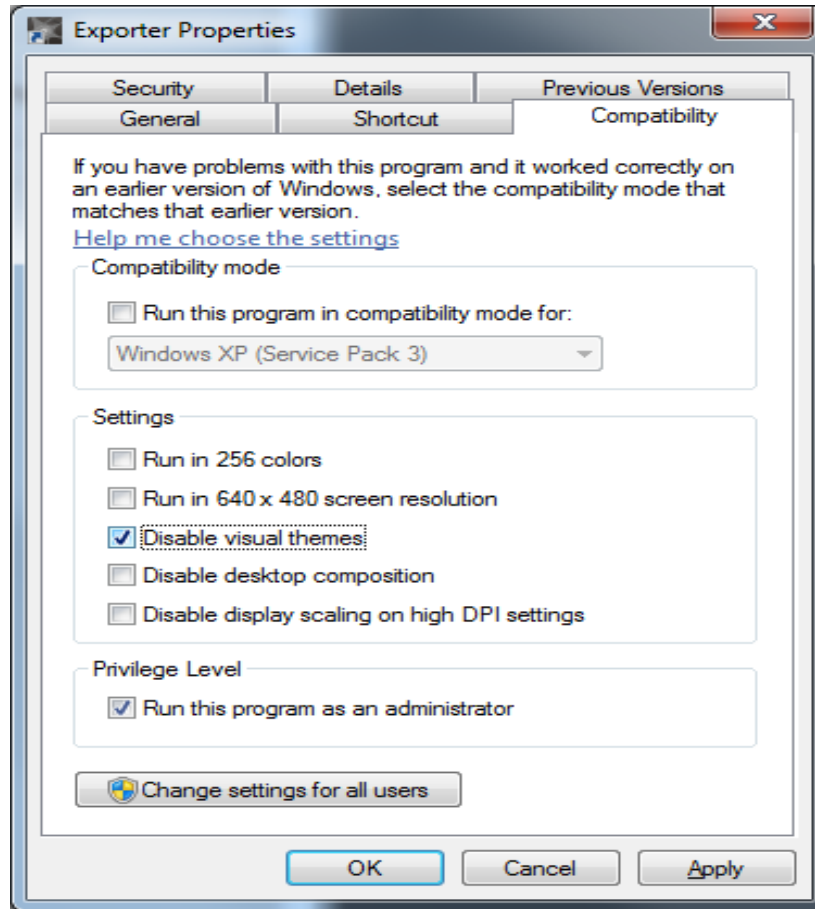 Exporter Properties
Security Details Previous Versions
General Shortcut Compatibility
If you have problems with this program and it worked correctly on
an earlier version of Windows, select the compatibility mode that
matches that earlier version.
Help me choose the settings
Compatibility mode
Run this program in compatibility mode for:
Windows XP (Service Pack 3)
Settings
Run in 256 colors
Run in 640 x 480 screen resolution
Disable visual themes
Disable desktop composition
Disable display scaling on high DPI settings
Privilege Level
Run this program as an administrator
Change settings for all users
OK Cancel Apply